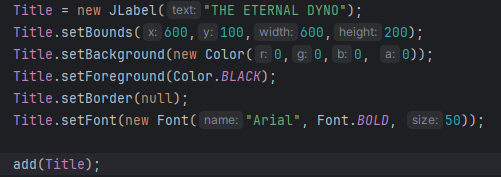 Title = new JLabel( text: "THE ETERNAL DYNO");
Title.setBounds( x: 600, y: 100, width: 600, height: 200);
Title.setBackground(new Color( r: 0, g: 0, b: 0, a: 0));
Title.setForeground(Color.BLACK);
Title.setBorder(null);
Title.setFont(new Font( name: "Arial", Font.BOLD, size: 50));
add(Title);